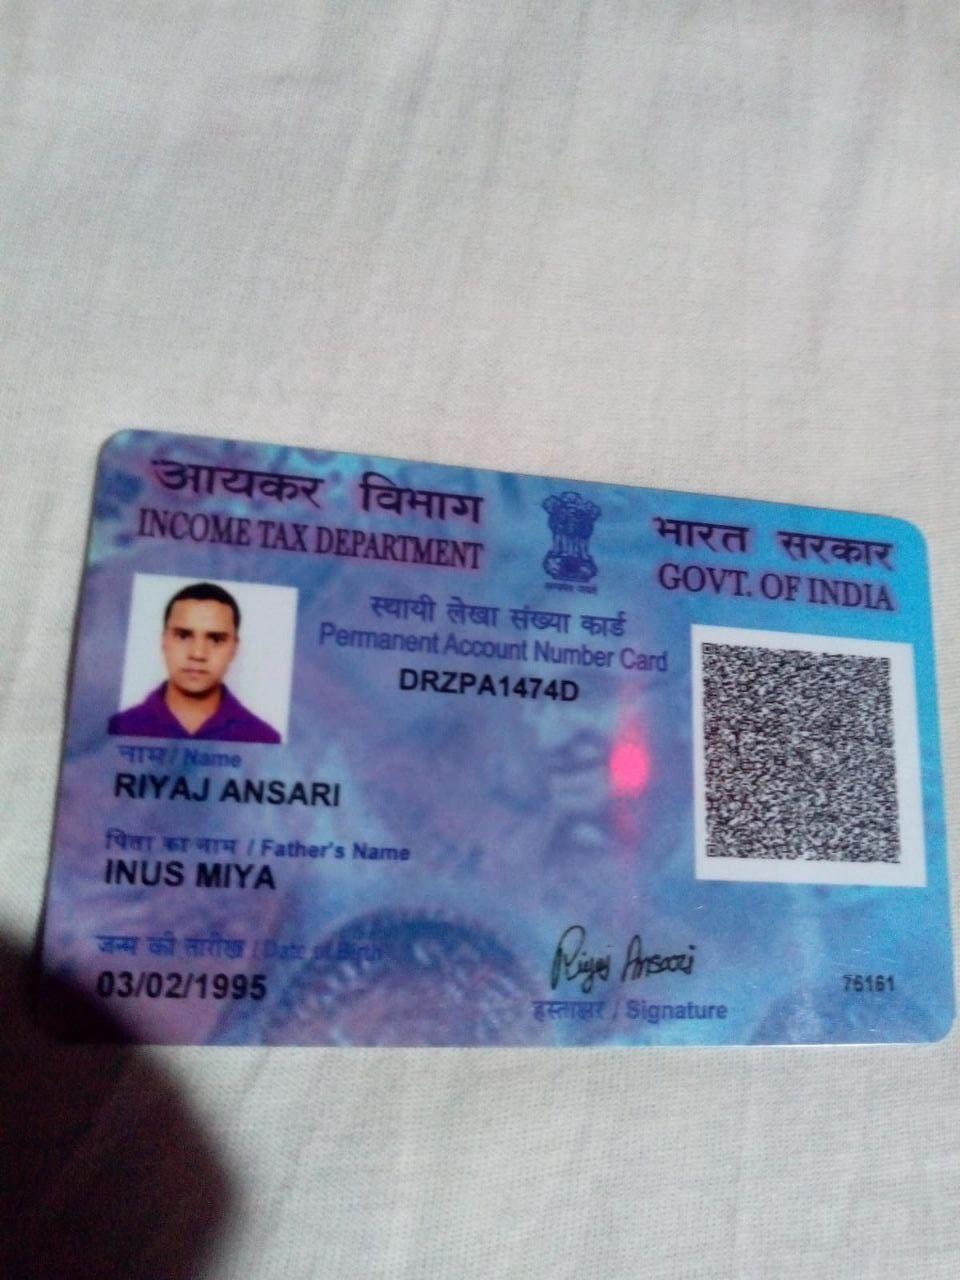 आयकर विभाग
INCOME TAX DEPARTMENT
भारत सरकार
GOVT. OF INDIA
स्थायी लेखा संख्या कार्ड
Permanent Account Number Card
DRZPA1474D
नाम / Name
RIYAJ ANSARI
पिता का नाम / Father's Name
INUS MIYA
जन्म की तारीख / Date of Birth
03/02/1995
Riyaj Ansari
हस्ताक्षर / Signature
76161